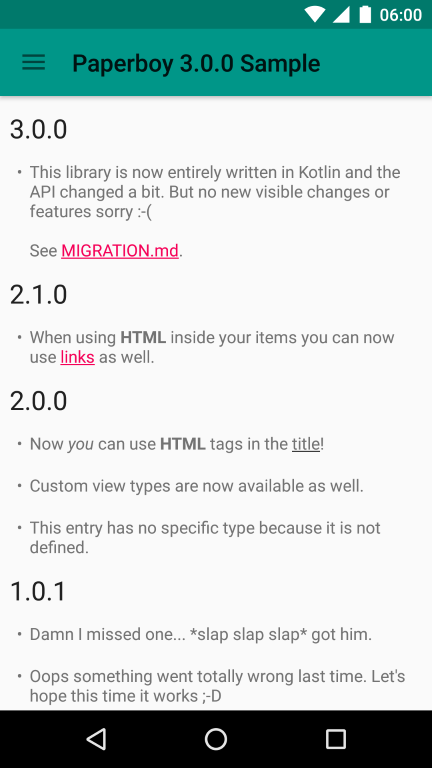 06:00
Paperboy 3.0.0 Sample
3.0.0
• This library is now entirely written in Kotlin and the
API changed a bit. But no new visible changes or
features sorry :-(
See MIGRATION.md.
2.1.0
• When using HTML inside your items you can now
use links as well.
2.0.0
• Now you can use HTML tags in the title!
• Custom view types are now available as well.
• This entry has no specific type because it is not
defined.
1.0.1
• Damn I missed one... *slap slap slap* got him.
• Oops something went totally wrong last time. Let's
hope this time it works ;-D